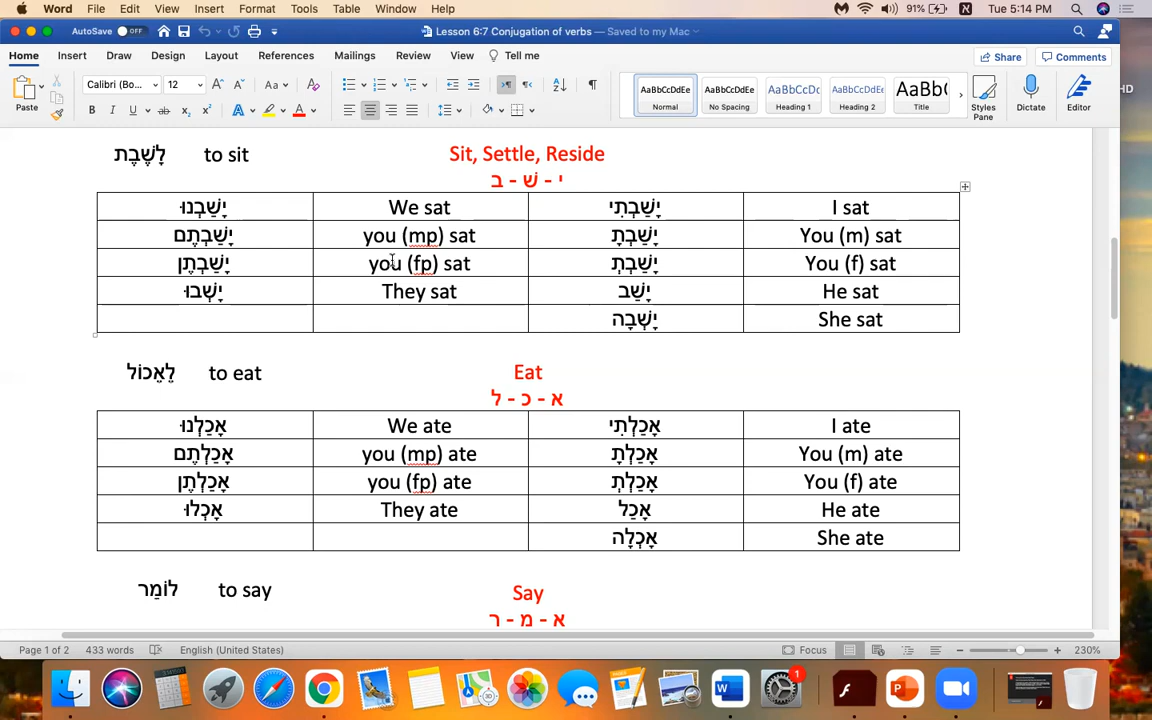 Word File Edit View Insert Format Tools Table Window Help 91% Tue 5:14 PM
AutoSave OFF Lesson 6:7 Conjugation of verbs — Saved to my Mac
Home Insert Draw Design Layout References Mailings Review View Tell me Share Comments
Paste Calibri (Bo... 12 AaBbCcDdEe AaBbCcDdEe AaBbCcDc AaBbCcDdEe AaBb(
Normal No Spacing Heading 1 Heading 2 Title Styles Pane Dictate Editor
לָשֶׁבֶת to sit Sit, Settle, Reside
י - שׁ - ב
יָשַׁבְנוּ We sat יָשַׁבְתִּי I sat
יְשַׁבְתֶּם you (mp) sat יָשַׁבְתָּ You (m) sat
יְשַׁבְתֶּן you (fp) sat יָשַׁבְתְּ You (f) sat
יָשְׁבוּ They sat יָשַׁב He sat
יָשְׁבָה She sat
לֶאֱכוֹל to eat Eat
א - כ - ל
אָכַלְנוּ We ate אָכַלְתִּי I ate
אָכַלְתֶּם you (mp) ate אָכַלְתָּ You (m) ate
אָכַלְתֶּן you (fp) ate אָכַלְתְּ You (f) ate
אָכְלוּ They ate אָכַל He ate
אָכְלָה She ate
לוֹמַר to say Say
א - מ - ר
Page 1 of 2 433 words English (United States) Focus 230%